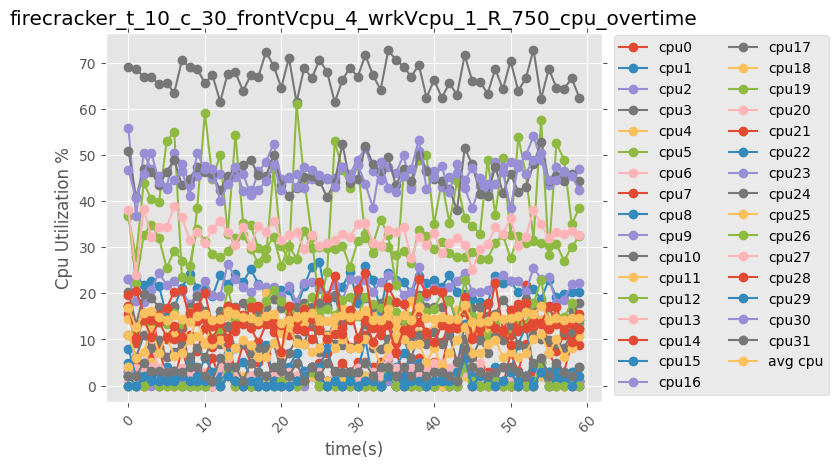 firecracker_t_10_c_30_frontVcpu_4_wrkVcpu_1_R_750_cpu_overtime
Cpu Utilization %
70
60
50
40
30
20
10
0
0
10
20
30
40
50
60
time(s)
cpu0
cpu1
cpu2
cpu3
cpu4
cpu5
cpu6
cpu7
cpu8
cpu9
cpu10
cpu11
cpu12
cpu13
cpu14
cpu15
cpu16
cpu17
cpu18
cpu19
cpu20
cpu21
cpu22
cpu23
cpu24
cpu25
cpu26
cpu27
cpu28
cpu29
cpu30
cpu31
avg cpu